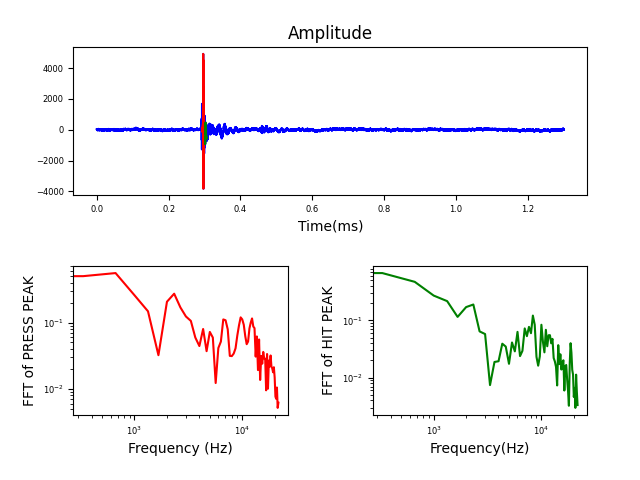 Amplitude
4000
2000
0
−2000
−4000
0.0 0.2 0.4 0.6 0.8 1.0 1.2
Time(ms)
FFT of PRESS PEAK
10⁻¹
10⁻²
10³ 10⁴
Frequency (Hz)
FFT of HIT PEAK
10⁻¹
10⁻²
10³ 10⁴
Frequency(Hz)